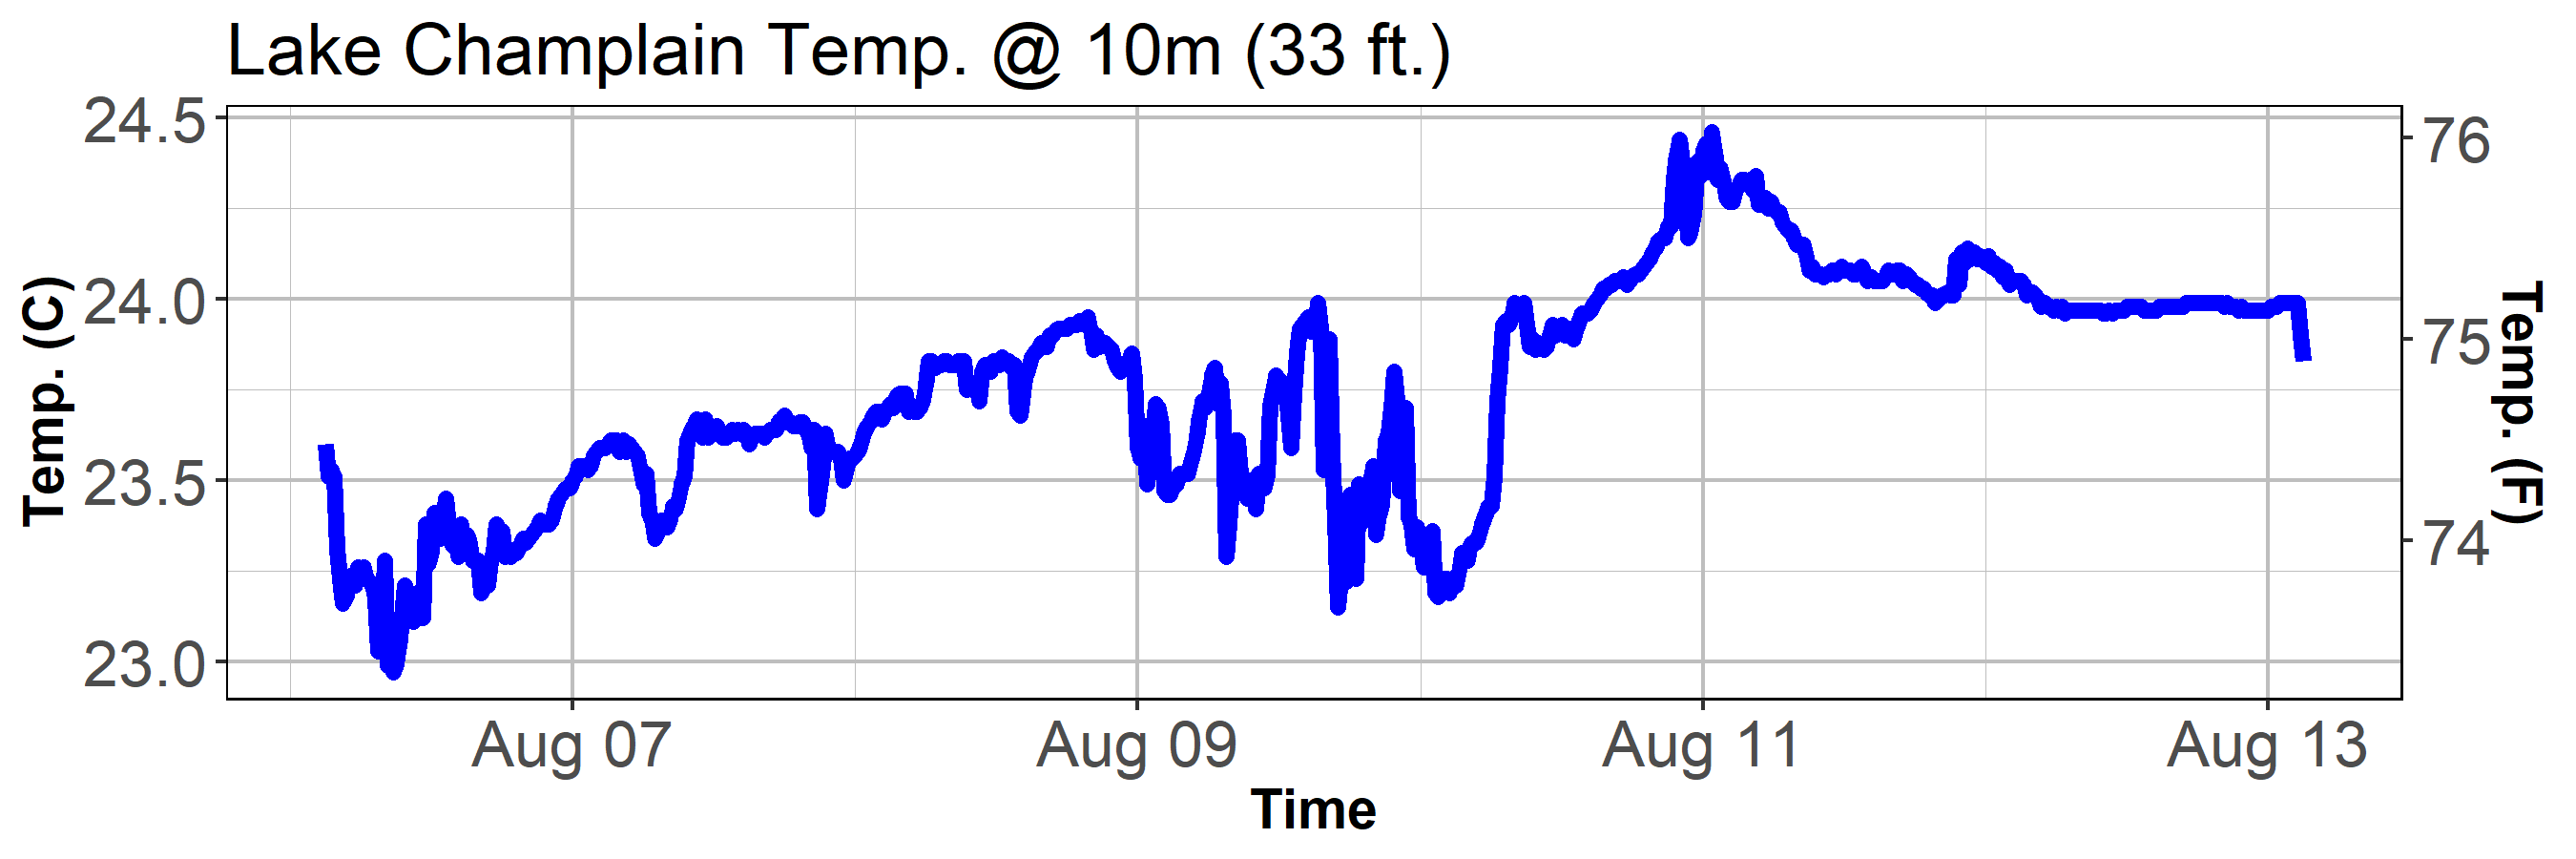 Lake Champlain Temp. @ 10m (33 ft.)
Temp. (C)
24.5
24.0
23.5
23.0
76
75
74
Temp. (F)
Aug 07
Aug 09
Aug 11
Aug 13
Time